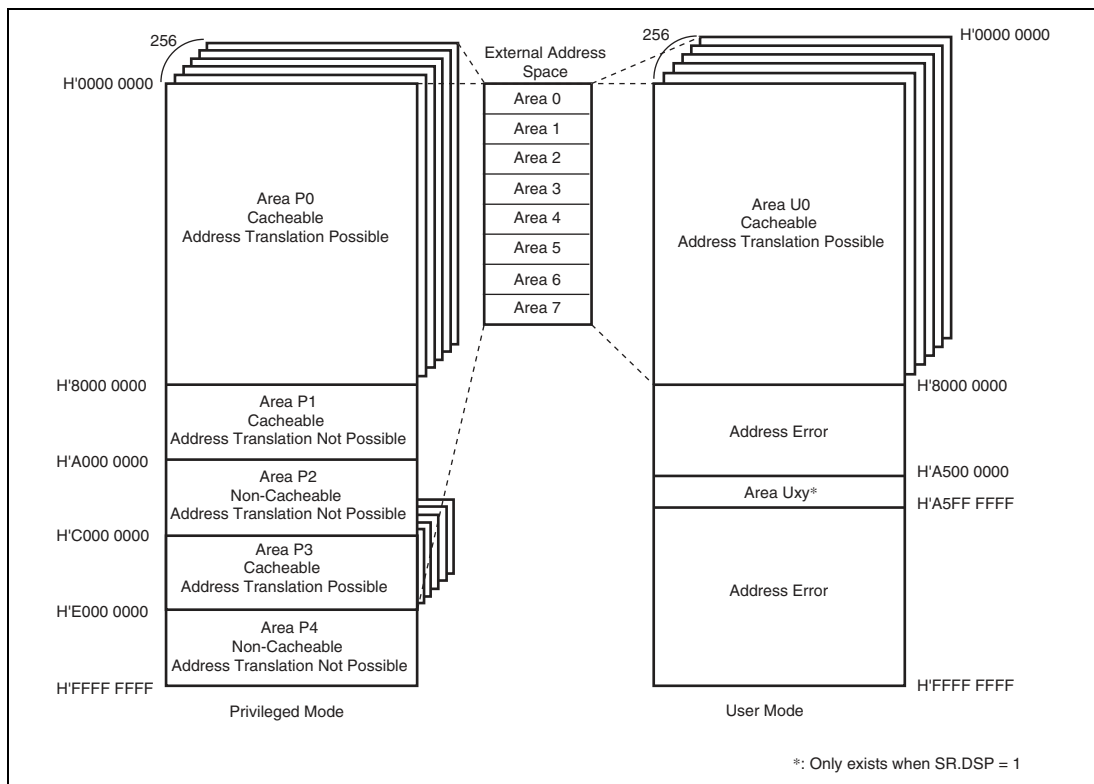 256
H'0000 0000
Area P0
Cacheable
Address Translation Possible
H'8000 0000
Area P1
Cacheable
Address Translation Not Possible
H'A000 0000
Area P2
Non-Cacheable
Address Translation Not Possible
H'C000 0000
Area P3
Cacheable
Address Translation Possible
H'E000 0000
Area P4
Non-Cacheable
Address Translation Not Possible
H'FFFF FFFF
Privileged Mode
External Address
Space
Area 0
Area 1
Area 2
Area 3
Area 4
Area 5
Area 6
Area 7
256
H'0000 0000
Area U0
Cacheable
Address Translation Possible
H'8000 0000
Address Error
H'A500 0000
Area Uxy*
H'A5FF FFFF
Address Error
H'FFFF FFFF
User Mode
*: Only exists when SR.DSP = 1